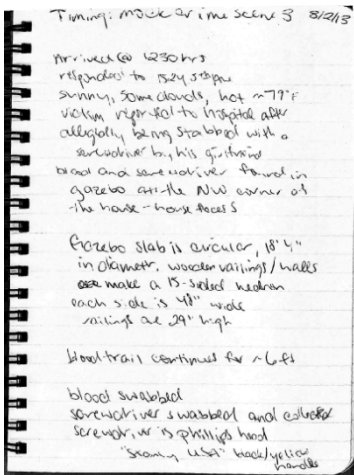 Timing: mock crime scene 3 8/2/13
Arrived @ 1230 hrs
responded to 1524 5th
sunny, some clouds, hot ~77°F
victim reported to hospital after
allegedly being stabbed with a
screwdriver by his girlfriend
blood and screwdriver found in
gazebo at the NW corner of
the house - house faces S
Gazebo slab is circular, 18'
in diameter. wooden railings/walls
make a 15-sided
each side is 48" wide
railings are 29" high
blood trail continues for ~6ft
blood swabbed
screwdriver swabbed and collected
screwdriver is phillips head
USA" black/yellow
handle